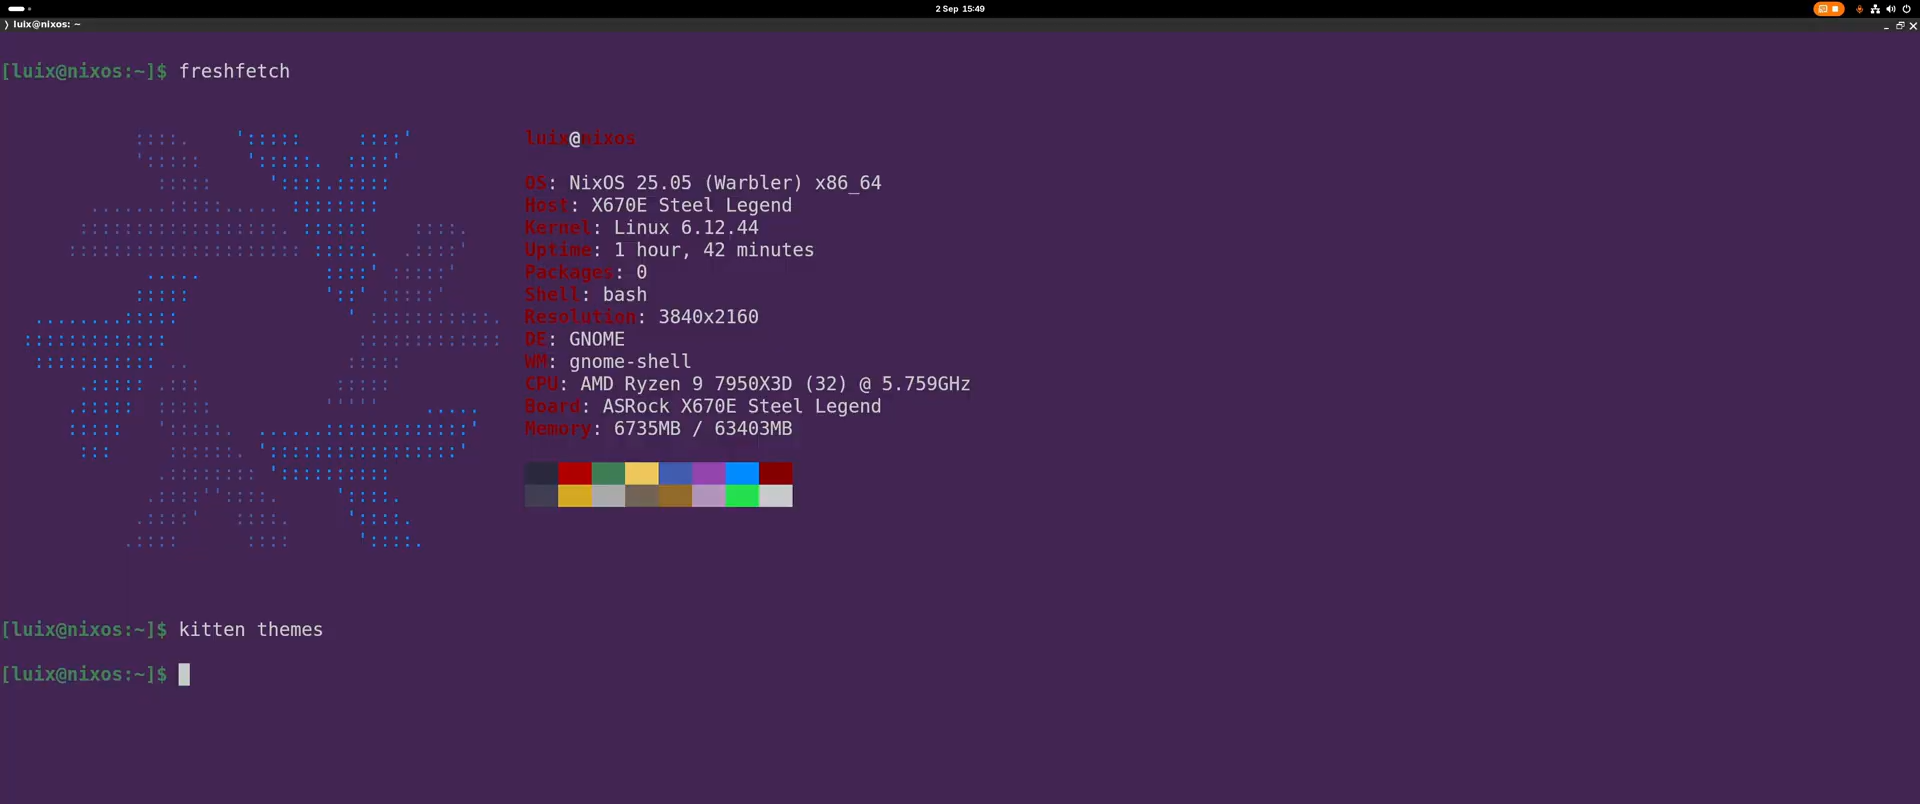 2 Sep 15:49
luix@nixos: ~
[luix@nixos:~]$ freshfetch
luix@nixos
OS: NixOS 25.05 (Warbler) x86_64
Host: X670E Steel Legend
Kernel: Linux 6.12.44
Uptime: 1 hour, 42 minutes
Packages: 0
Shell: bash
Resolution: 3840x2160
DE: GNOME
WM: gnome-shell
CPU: AMD Ryzen 9 7950X3D (32) @ 5.759GHz
Board: ASRock X670E Steel Legend
Memory: 6735MB / 63403MB
[luix@nixos:~]$ kitten themes
[luix@nixos:~]$